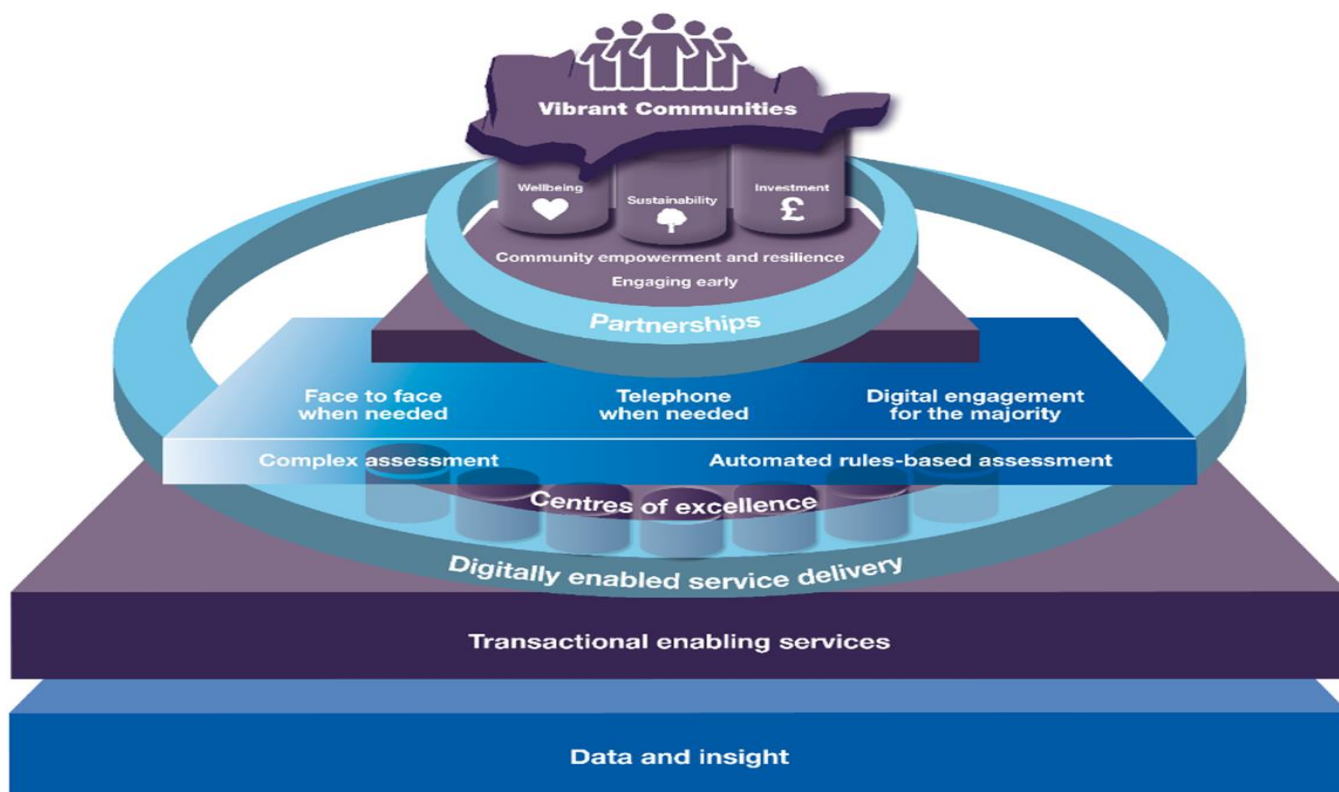 Vibrant Communities
Wellbeing
Sustainability
Investment
£
Community empowerment and resilience
Engaging early
Partnerships
Face to face
when needed
Telephone
when needed
Digital engagement
for the majority
Complex assessment
Automated rules-based assessment
Centres of excellence
Digitally enabled service delivery
Transactional enabling services
Data and insight